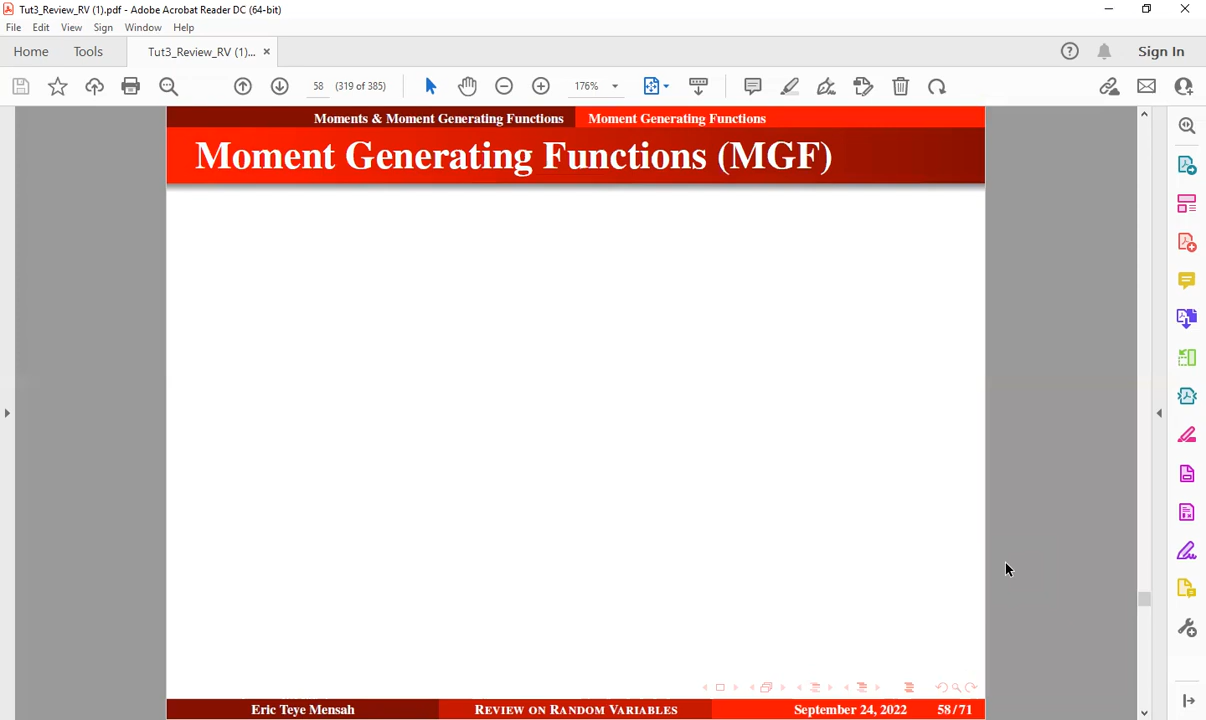 Tut3_Review_RV (1).pdf - Adobe Acrobat Reader DC (64-bit)
File Edit View Sign Window Help
Home Tools Tut3_Review_RV (1)... × Sign In
58 (319 of 385) 176%
Moments & Moment Generating Functions Moment Generating Functions
Moment Generating Functions (MGF)
Eric Teye Mensah REVIEW ON RANDOM VARIABLES September 24, 2022 58/71